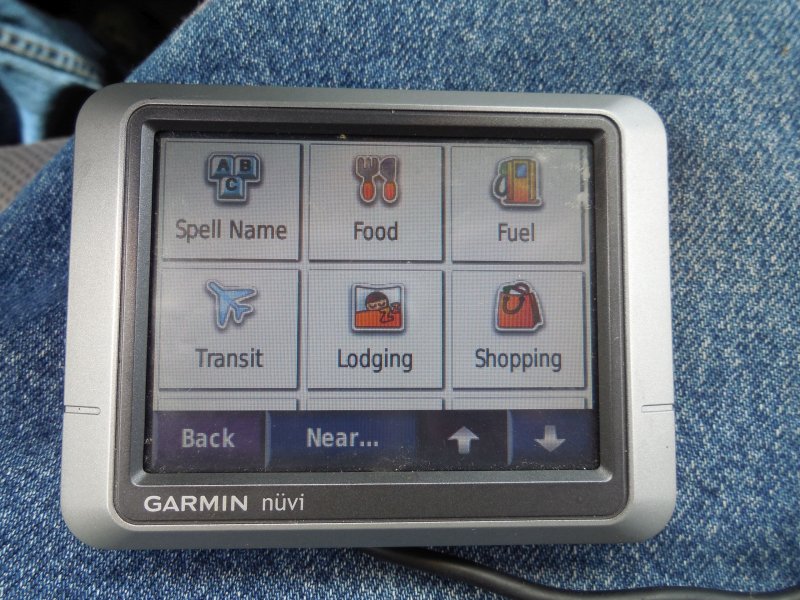 A B
C
Spell Name
Food
Fuel
Transit
Lodging
Shopping
Back
Near...
GARMIN nüvi